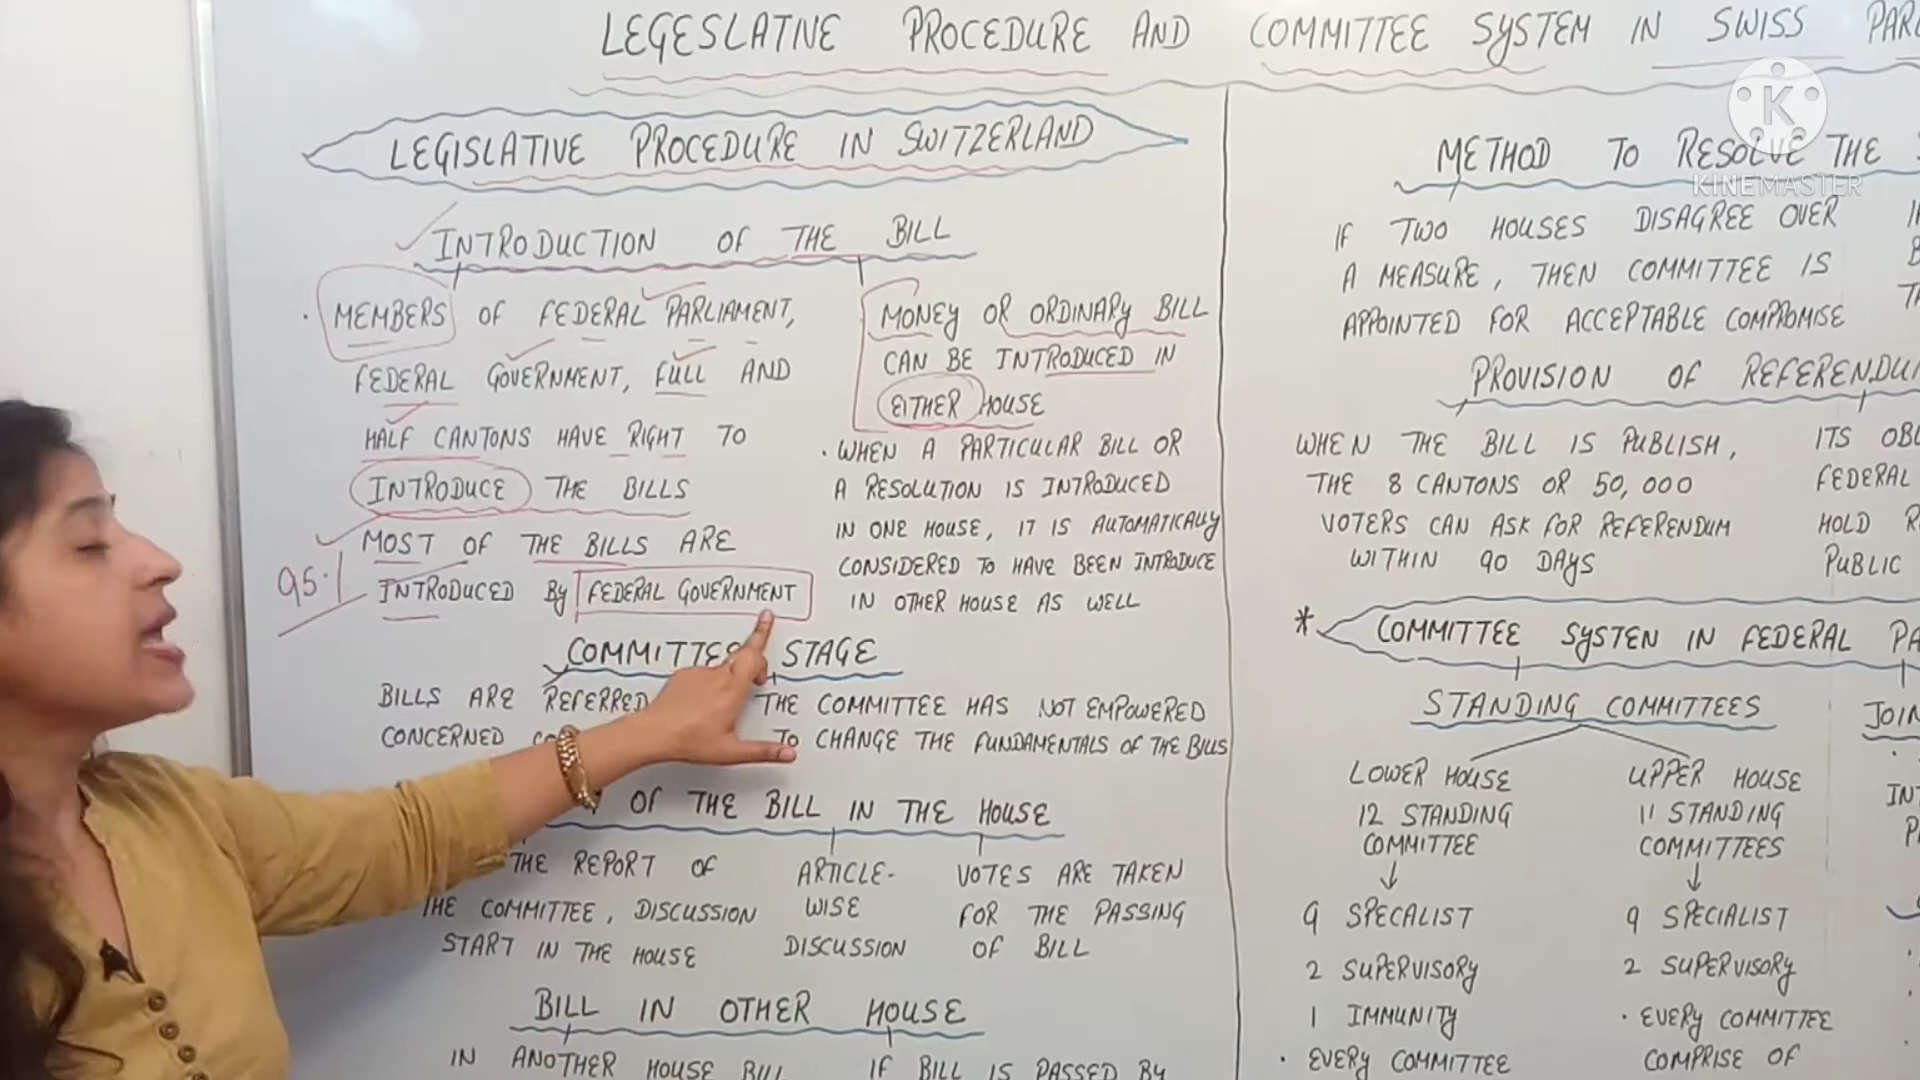 LEGESLATIVE PROCEDURE AND COMMITTEE SYSTEM IN SWISS PARL
LEGISLATIVE PROCEDURE IN SWITZERLAND
INTRODUCTION OF THE BILL
· MEMBERS OF FEDERAL PARLIAMENT,
FEDERAL GOVERNMENT, FULL AND
HALF CANTONS HAVE RIGHT TO
INTRODUCE THE BILLS
MOST OF THE BILLS ARE
INTRODUCED BY FEDERAL GOVERNMENT
95%
MONEY OR ORDINARY BILL
CAN BE INTRODUCED IN
EITHER HOUSE
· WHEN A PARTICULAR BILL OR
A RESOLUTION IS INTRODUCED
IN ONE HOUSE, IT IS AUTOMATICALLY
CONSIDERED TO HAVE BEEN INTRODUCE
IN OTHER HOUSE AS WELL
COMMITTEE STAGE
BILLS ARE REFERRED
CONCERNED
THE COMMITTEE HAS NOT EMPOWERED
TO CHANGE THE FUNDAMENTALS OF THE BILLS
OF THE BILL IN THE HOUSE
THE REPORT OF
THE COMMITTEE, DISCUSSION
START IN THE HOUSE
ARTICLE-
WISE
DISCUSSION
VOTES ARE TAKEN
FOR THE PASSING
OF BILL
BILL IN OTHER HOUSE
IN ANOTHER HOUSE BILL
IF BILL IS PASSED BY
METHOD TO RESOLVE THE
KINEMASTER
IF TWO HOUSES DISAGREE OVER
A MEASURE, THEN COMMITTEE IS
APPOINTED FOR ACCEPTABLE COMPROMISE
PROVISION OF REFERENDUM
WHEN THE BILL IS PUBLISH,
THE 8 CANTONS OR 50,000
VOTERS CAN ASK FOR REFERENDUM
WITHIN 90 DAYS
ITS OBL
FEDERAL
HOLD R
PUBLIC
* COMMITTEE SYSTEN IN FEDERAL PA
STANDING COMMITTEES
LOWER HOUSE
12 STANDING
COMMITTEE
9 SPECALIST
2 SUPERVISORY
1 IMMUNITY
· EVERY COMMITTEE
UPPER HOUSE
11 STANDING
COMMITTEES
9 SPECIALIST
2 SUPERVISORY
· EVERY COMMITTEE
COMPRISE OF
JOIN
INT
P